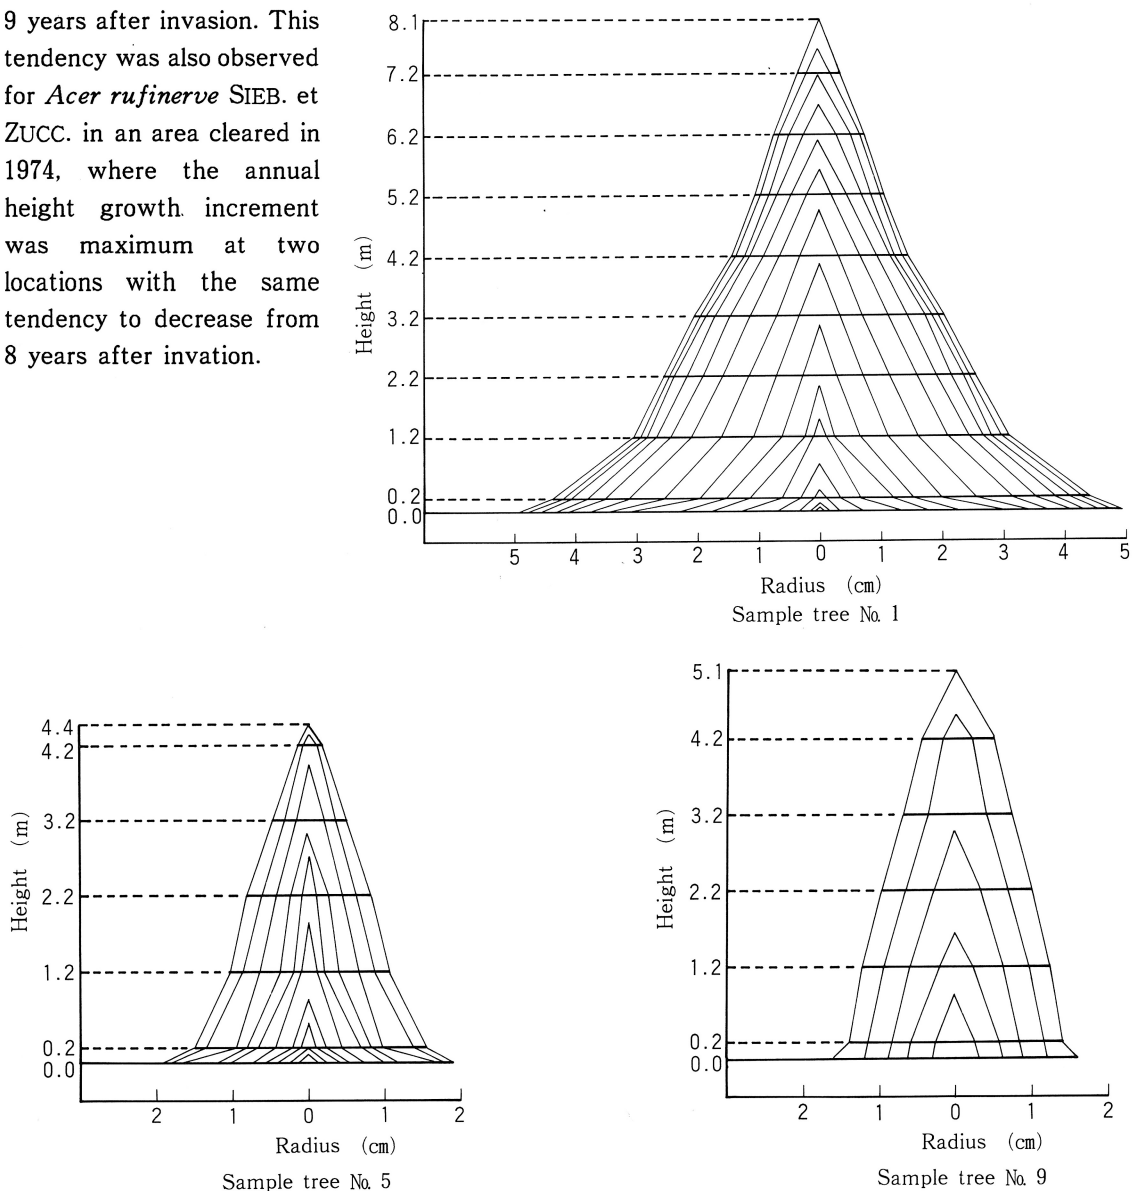 9 years after invasion. This
tendency was also observed
for Acer rufinerve SIEB. et
ZUCC. in an area cleared in
1974, where the annual
height growth increment
was maximum at two
locations with the same
tendency to decrease from
8 years after invation.
8.1
7.2
6.2
5.2
4.2
3.2
2.2
1.2
0.2
0.0
Height (m)
5 4 3 2 1 0 1 2 3 4 5
Radius (cm)
Sample tree No. 1
4.4
4.2
3.2
2.2
1.2
0.2
0.0
Height (m)
2 1 0 1 2
Radius (cm)
Sample tree No. 5
5.1
4.2
3.2
2.2
1.2
0.2
0.0
Height (m)
2 1 0 1 2
Radius (cm)
Sample tree No. 9